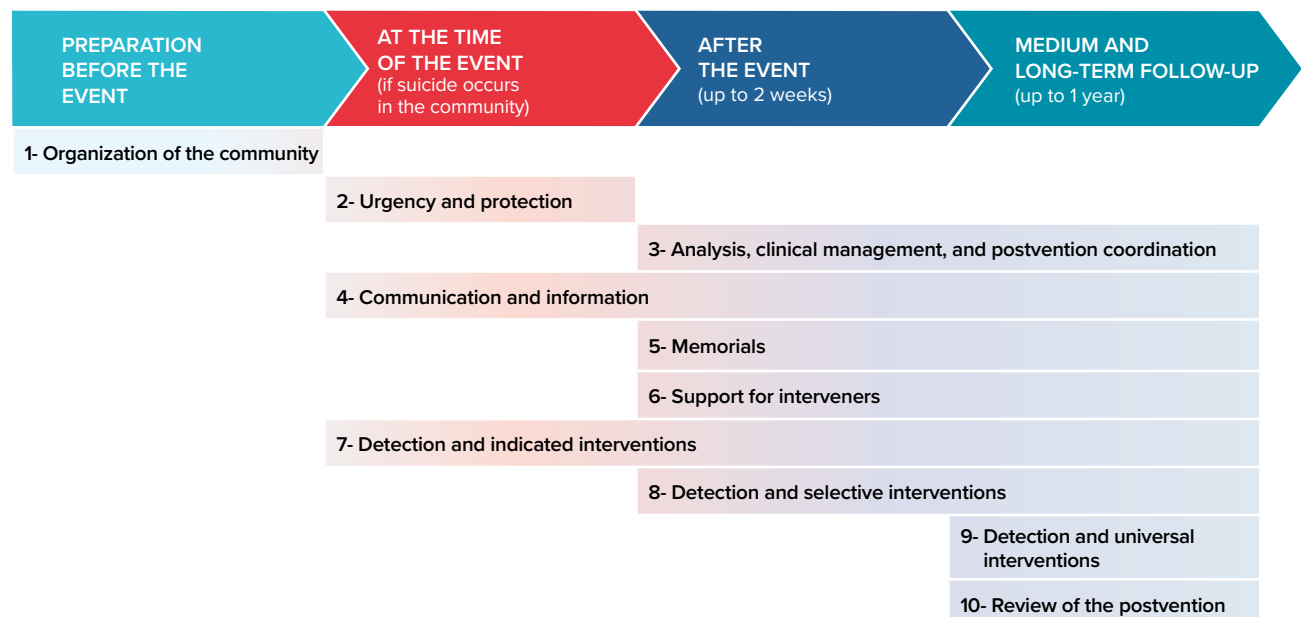 PREPARATION
BEFORE THE
EVENT
AT THE TIME
OF THE EVENT
(if suicide occurs
in the community)
AFTER
THE EVENT
(up to 2 weeks)
MEDIUM AND
LONG-TERM FOLLOW-UP
(up to 1 year)
1- Organization of the community
2- Urgency and protection
3- Analysis, clinical management, and postvention coordination
4- Communication and information
5- Memorials
6- Support for interveners
7- Detection and indicated interventions
8- Detection and selective interventions
9- Detection and universal
interventions
10- Review of the postvention